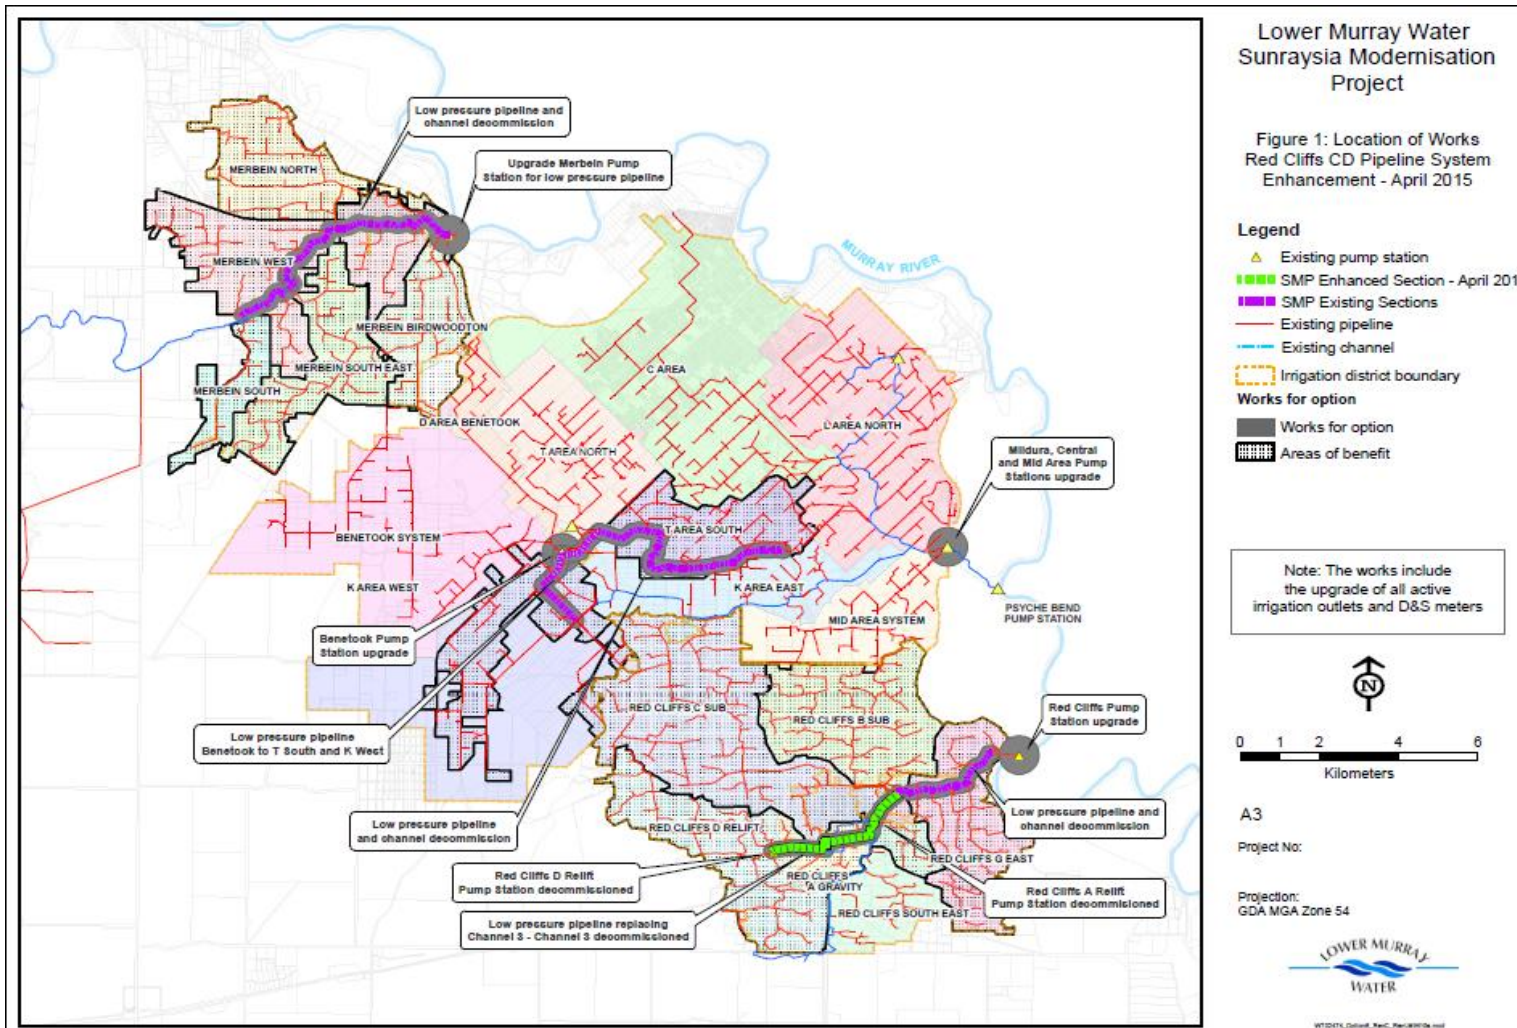 Lower Murray Water
Sunraysia Modernisation
Project
Figure 1: Location of Works
Red Cliffs CD Pipeline System
Enhancement - April 2015
Legend
Existing pump station
SMP Enhanced Section - April 201
SMP Existing Sections
Existing pipeline
Existing channel
Irrigation district boundary
Works for option
Works for option
Areas of benefit
Note: The works include
the upgrade of all active
irrigation outlets and D&S meters
N
0 1 2 4 6
Kilometers
A3
Project No:
Projection:
GDA MGA Zone 54
LOWER MURRAY
WATER
Low pressure pipeline and
channel decommission
Upgrade Merbein Pump
Station for low pressure pipeline
MERBEIN NORTH
MERBEIN WEST
MURRAY RIVER
MERBEIN BIRDWOODTON
MERBEIN SOUTH EAST
MERBEIN SOUTH
C AREA
D AREA BENETOOK
L AREA NORTH
T AREA NORTH
Mildura, Central
and Mid Area Pump
Stations upgrade
T AREA SOUTH
BENETOOK SYSTEM
K AREA WEST
K AREA EAST
PSYCHE BEND
PUMP STATION
MID AREA SYSTEM
Benetook Pump
Station upgrade
RED CLIFFS C SUB
RED CLIFFS B SUB
Red Cliffs Pump
Station upgrade
Low pressure pipeline
Benetook to T South and K West
Low pressure pipeline
and channel decommission
Low pressure pipeline and
channel decommission
RED CLIFFS D RELIFT
RED CLIFFS G EAST
Red Cliffs D Relift
Pump Station decommissioned
RED CLIFFS
A GRAVITY
Red Cliffs A Relift
Pump Station decomissioned
RED CLIFFS SOUTH EAST
Low pressure pipeline replacing
Channel 3 - Channel 3 decommissioned